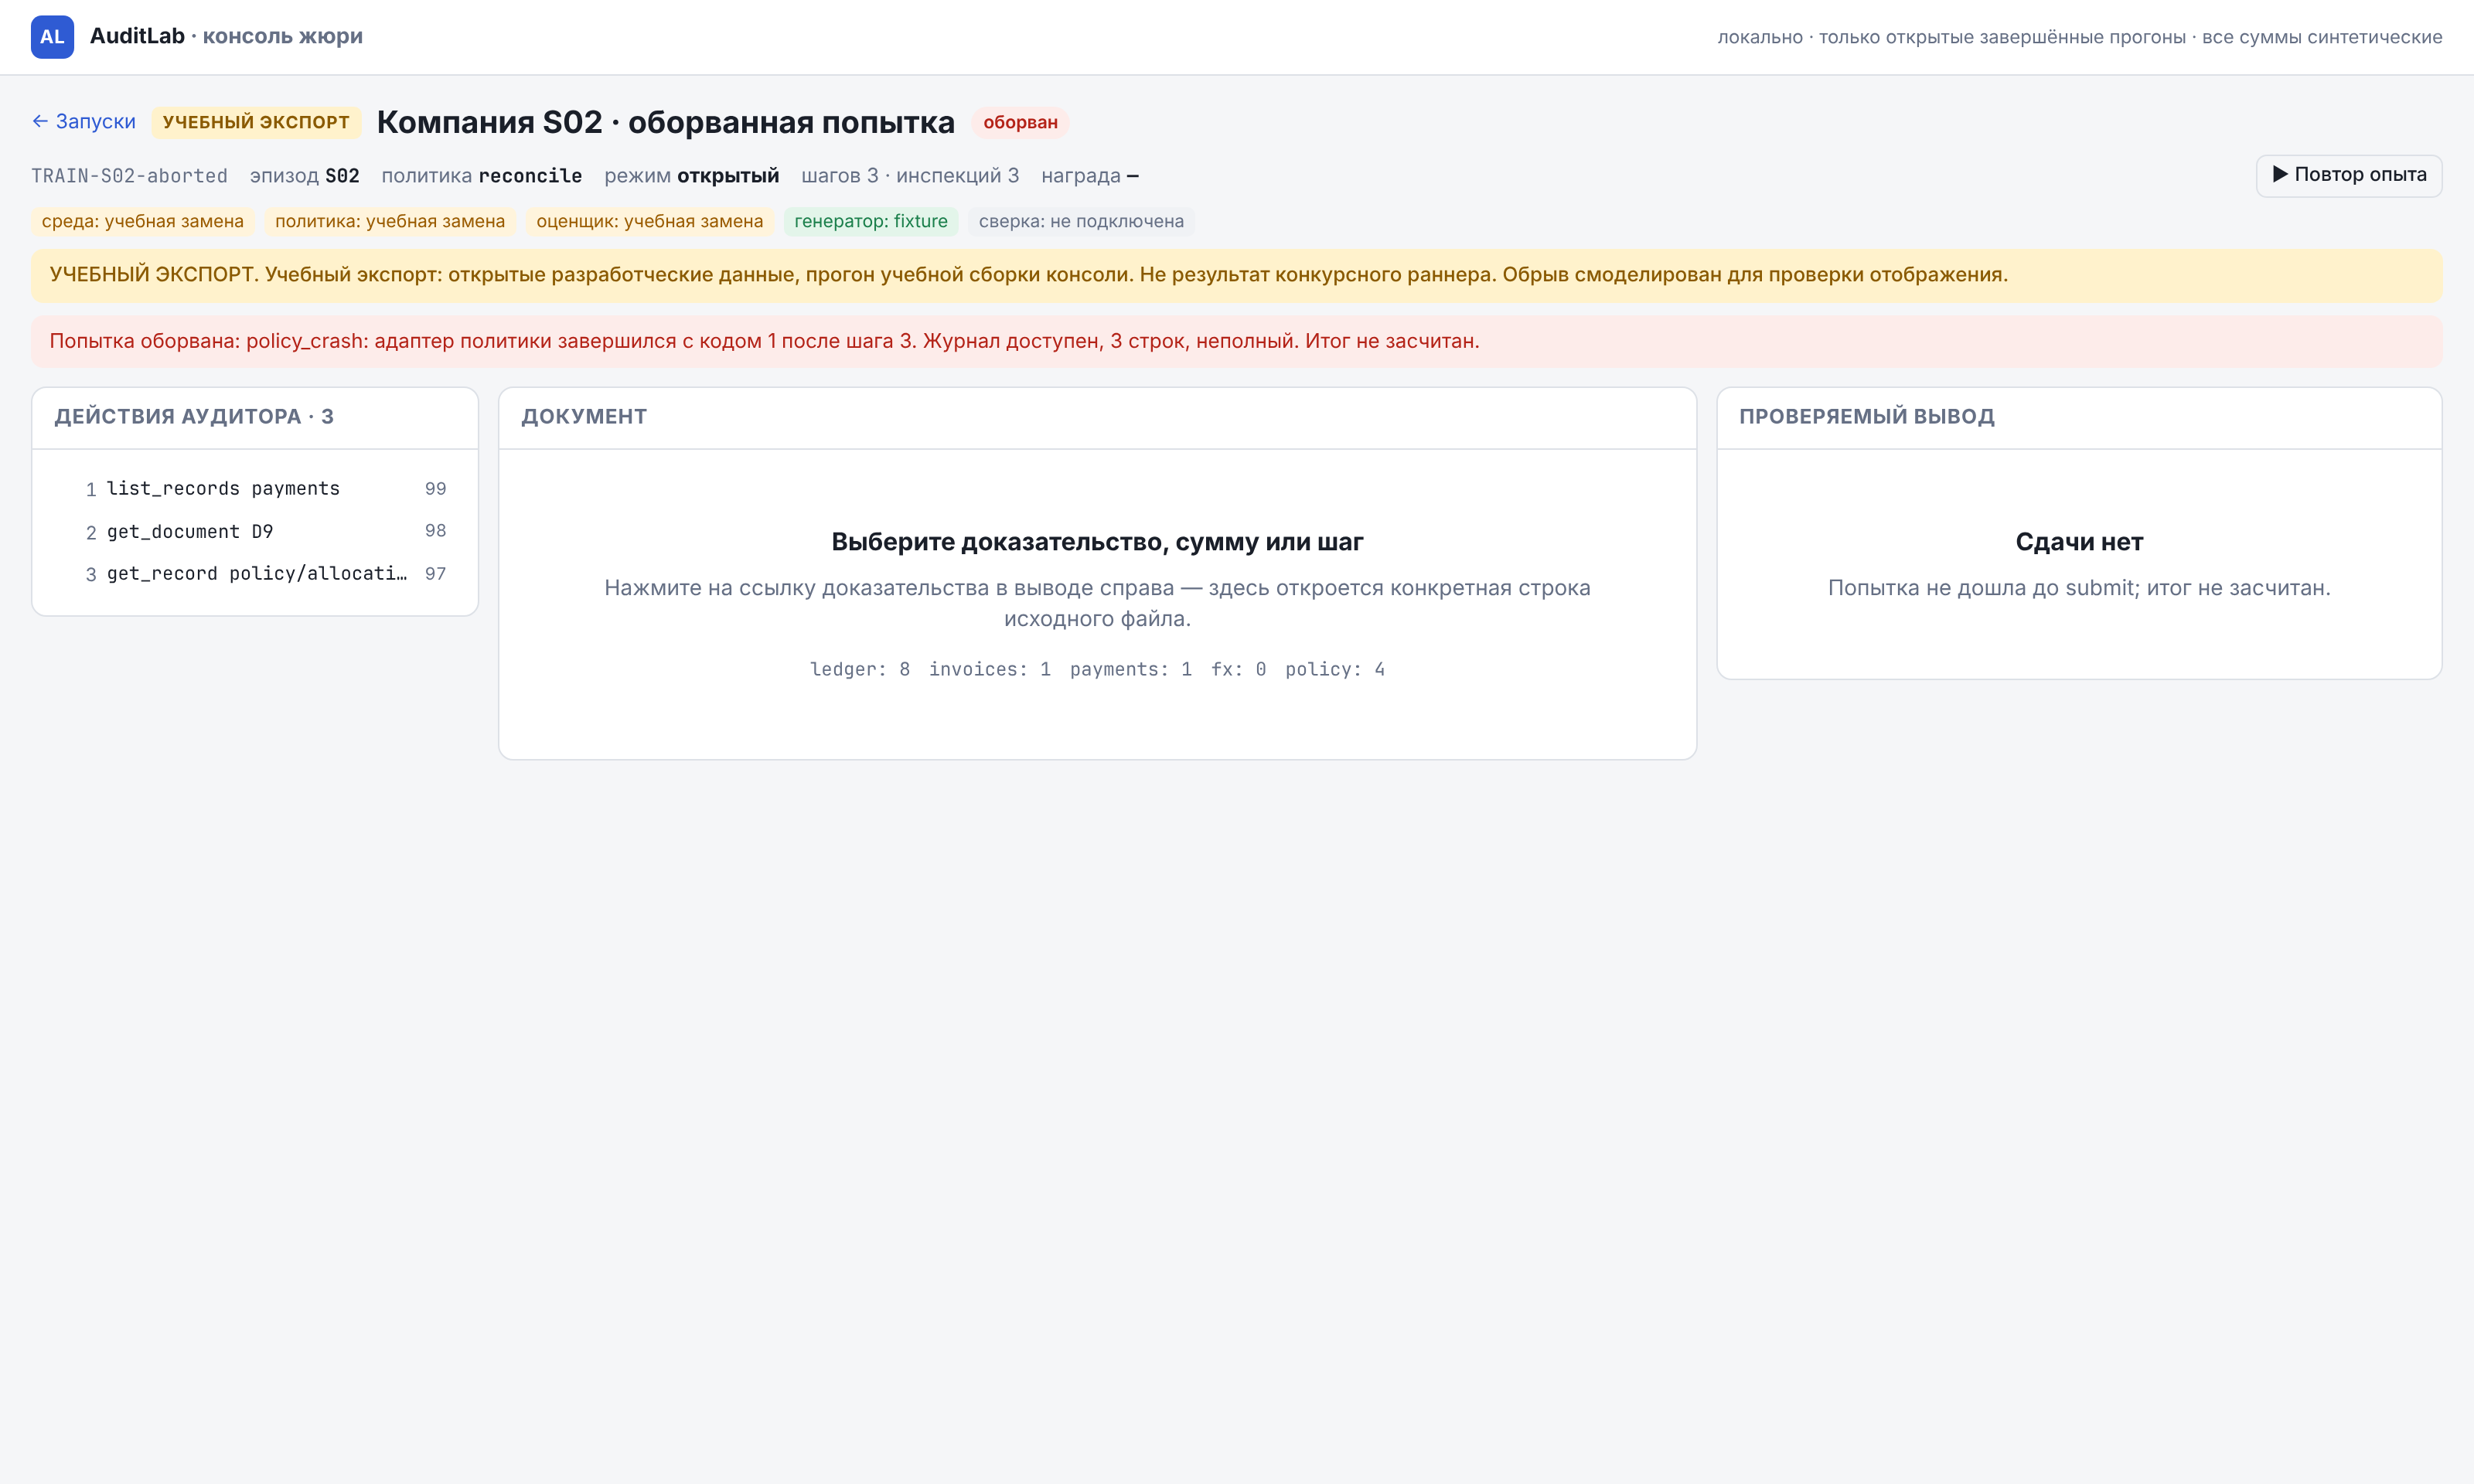 AL AuditLab · консоль жюри
локально · только открытые завершённые прогоны · все суммы синтетические
← Запуски УЧЕБНЫЙ ЭКСПОРТ Компания S02 · оборванная попытка оборван
TRAIN-S02-aborted эпизод S02 политика reconcile режим открытый шагов 3 · инспекций 3 награда —
▶ Повтор опыта
среда: учебная замена политика: учебная замена оценщик: учебная замена генератор: fixture сверка: не подключена
УЧЕБНЫЙ ЭКСПОРТ. Учебный экспорт: открытые разработческие данные, прогон учебной сборки консоли. Не результат конкурсного раннера. Обрыв смоделирован для проверки отображения.
Попытка оборвана: policy_crash: адаптер политики завершился с кодом 1 после шага 3. Журнал доступен, 3 строк, неполный. Итог не засчитан.
ДЕЙСТВИЯ АУДИТОРА · 3
1 list_records payments 99
2 get_document D9 98
3 get_record policy/allocati… 97
ДОКУМЕНТ
Выберите доказательство, сумму или шаг
Нажмите на ссылку доказательства в выводе справа — здесь откроется конкретная строка
исходного файла.
ledger: 8 invoices: 1 payments: 1 fx: 0 policy: 4
ПРОВЕРЯЕМЫЙ ВЫВОД
Сдачи нет
Попытка не дошла до submit; итог не засчитан.